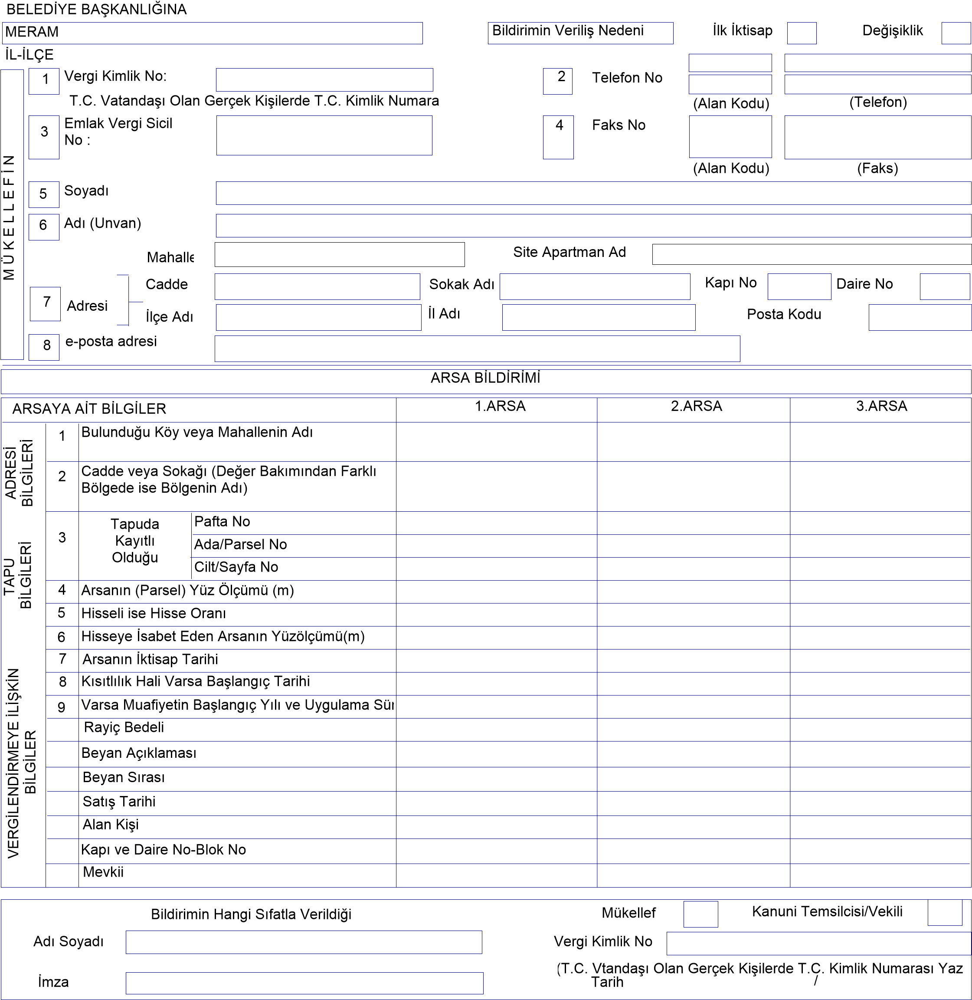 BELEDİYE BAŞKANLIĞINA
MERAM
Bildirimin Veriliş Nedeni
İlk İktisap
Değişiklik
İL-İLÇE
MÜKELLEFİN
1 Vergi Kimlik No:
2 Telefon No
T.C. Vatandaşı Olan Gerçek Kişilerde T.C. Kimlik Numara
(Alan Kodu) (Telefon)
3 Emlak Vergi Sicil
No :
4 Faks No
(Alan Kodu) (Faks)
5 Soyadı
6 Adı (Unvan)
Mahalle
Site Apartman Ad
7 Adresi
Cadde
Sokak Adı
Kapı No
Daire No
İlçe Adı
İl Adı
Posta Kodu
8 e-posta adresi
ARSA BİLDİRİMİ
ARSAYA AİT BİLGİLER 1.ARSA 2.ARSA 3.ARSA
ADRESİ
BİLGİLERİ
1 Bulunduğu Köy veya Mahallenin Adı
2 Cadde veya Sokağı (Değer Bakımından Farklı
Bölgede ise Bölgenin Adı)
TAPU
BİLGİLERİ
3 Tapuda
Kayıtlı
Olduğu
Pafta No
Ada/Parsel No
Cilt/Sayfa No
4 Arsanın (Parsel) Yüz Ölçümü (m)
5 Hisseli ise Hisse Oranı
6 Hisseye İsabet Eden Arsanın Yüzölçümü(m)
VERGİLENDİRMEYE İLİŞKİN
BİLGİLER
7 Arsanın İktisap Tarihi
8 Kısıtlılık Hali Varsa Başlangıç Tarihi
9 Varsa Muafiyetin Başlangıç Yılı ve Uygulama Sür
Rayiç Bedeli
Beyan Açıklaması
Beyan Sırası
Satış Tarihi
Alan Kişi
Kapı ve Daire No-Blok No
Mevkii
Bildirimin Hangi Sıfatla Verildiği
Mükellef
Kanuni Temsilcisi/Vekili
Adı Soyadı
Vergi Kimlik No
(T.C. Vtandaşı Olan Gerçek Kişilerde T.C. Kimlik Numarası Yaz
İmza
Tarih /